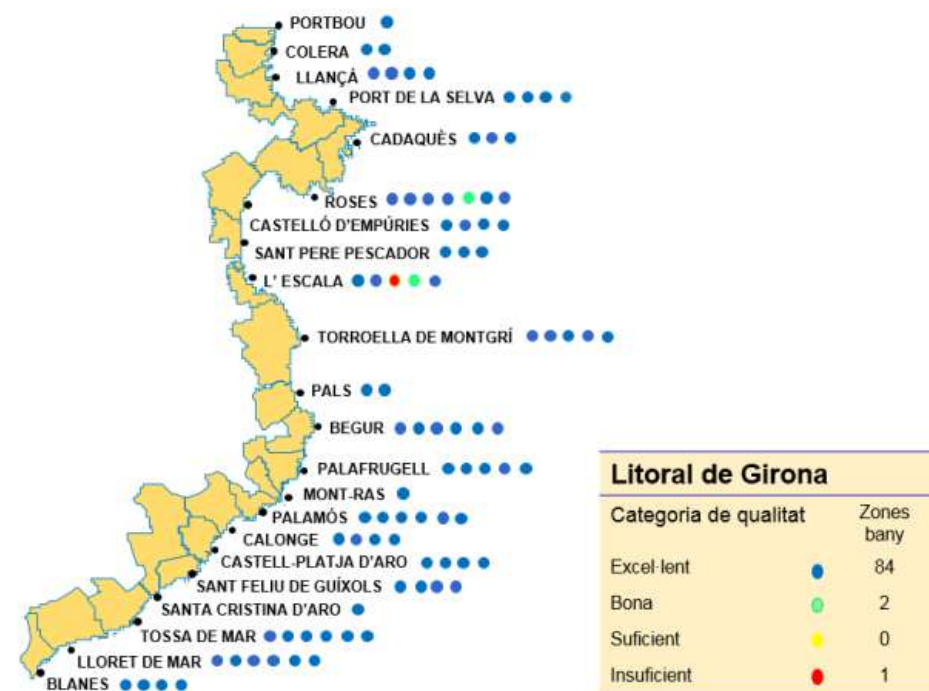 PORTBOU
COLERA
LLANÇÀ
PORT DE LA SELVA
CADAQUÈS
ROSES
CASTELLÓ D'EMPÚRIES
SANT PERE PESCADOR
L' ESCALA
TORROELLA DE MONTGRÍ
PALS
BEGUR
PALAFRUGELL
MONT-RAS
PALAMÓS
CALONGE
CASTELL-PLATJA D'ARO
SANT FELIU DE GUÍXOLS
SANTA CRISTINA D'ARO
TOSSA DE MAR
LLORET DE MAR
BLANES
Litoral de Girona
Categoria de qualitat Zones
bany
Excel·lent 84
Bona 2
Suficient 0
Insuficient 1